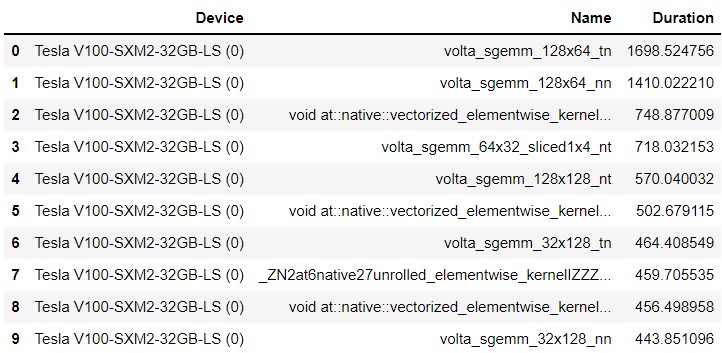 Device Name Duration
0 Tesla V100-SXM2-32GB-LS (0) volta_sgemm_128x64_tn 1698.524756
1 Tesla V100-SXM2-32GB-LS (0) volta_sgemm_128x64_nn 1410.022210
2 Tesla V100-SXM2-32GB-LS (0) void at::native::vectorized_elementwise_kernel... 748.877009
3 Tesla V100-SXM2-32GB-LS (0) volta_sgemm_64x32_sliced1x4_nt 718.032153
4 Tesla V100-SXM2-32GB-LS (0) volta_sgemm_128x128_nt 570.040032
5 Tesla V100-SXM2-32GB-LS (0) void at::native::vectorized_elementwise_kernel... 502.679115
6 Tesla V100-SXM2-32GB-LS (0) volta_sgemm_32x128_tn 464.408549
7 Tesla V100-SXM2-32GB-LS (0) _ZN2at6native27unrolled_elementwise_kernelIZZZ... 459.705535
8 Tesla V100-SXM2-32GB-LS (0) void at::native::vectorized_elementwise_kernel... 456.498958
9 Tesla V100-SXM2-32GB-LS (0) volta_sgemm_32x128_nn 443.851096